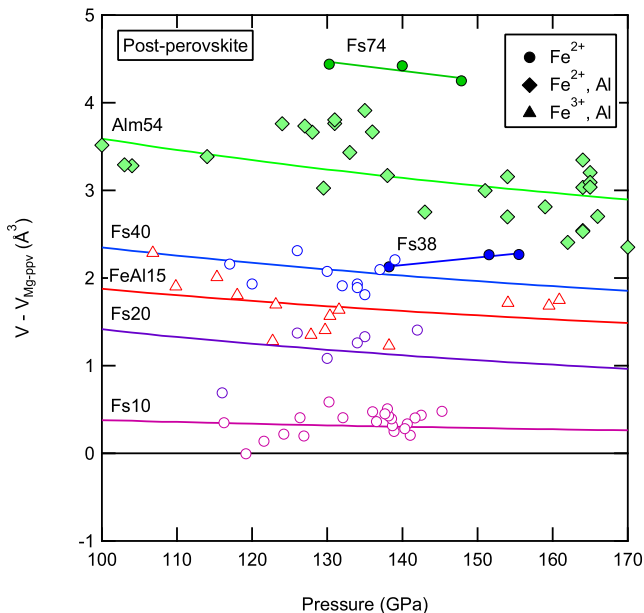 5
4
3
2
1
0
-1
V - V_Mg-ppv (Å³)
Post-perovskite
Fs74
Fe²⁺
Fe²⁺, Al
Fe³⁺, Al
Alm54
Fs40
Fs38
FeAl15
Fs20
Fs10
100 110 120 130 140 150 160 170
Pressure (GPa)